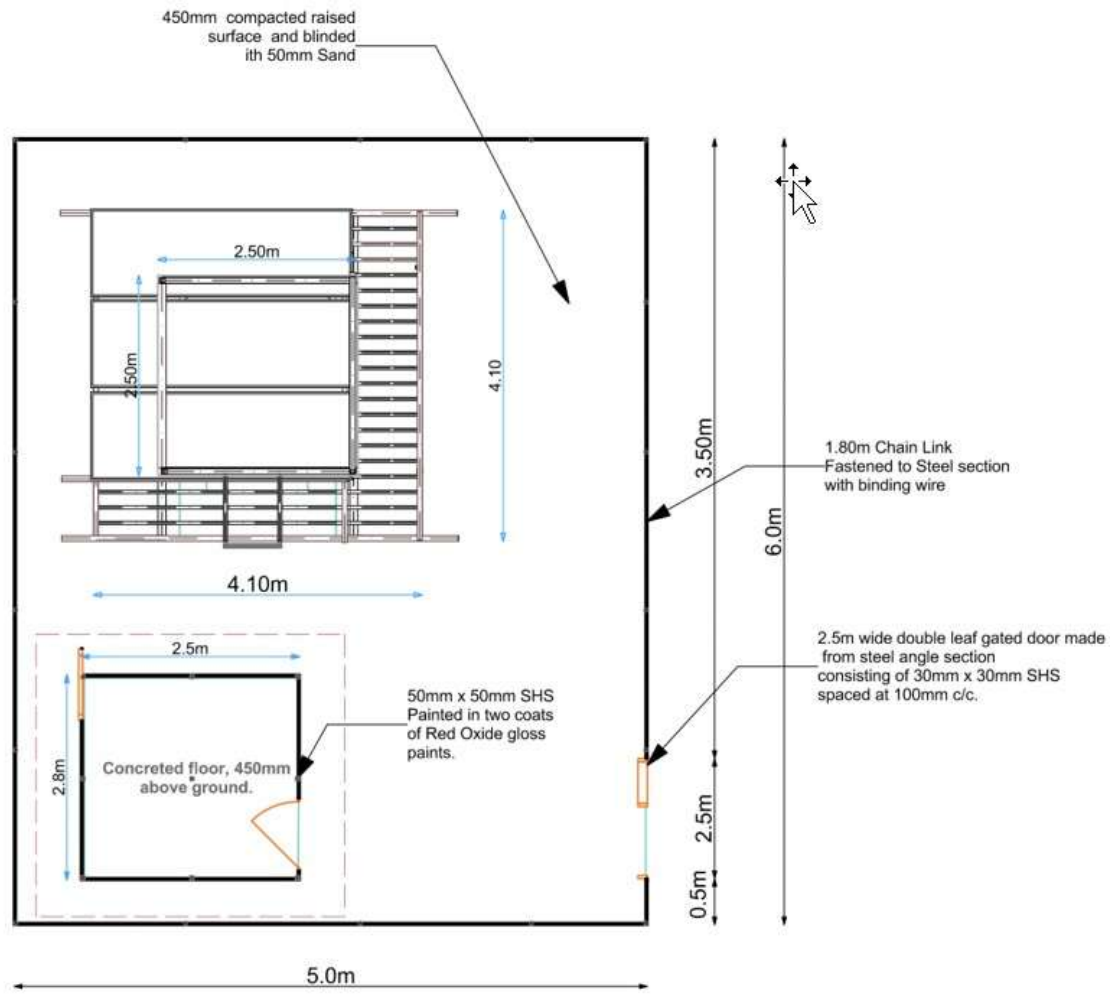 450mm compacted raised
surface and blinded
ith 50mm Sand
2.50m
2.50m
4.10
3.50m
6.0m
1.80m Chain Link
Fastened to Steel section
with binding wire
4.10m
2.5m
2.8m
Concreted floor, 450mm
above ground.
50mm x 50mm SHS
Painted in two coats
of Red Oxide gloss
paints.
2.5m wide double leaf gated door made
from steel angle section
consisting of 30mm x 30mm SHS
spaced at 100mm c/c.
2.5m
0.5m
5.0m